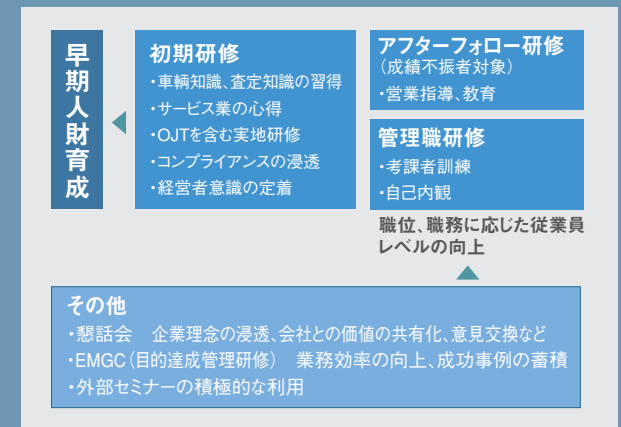 早期人財育成
初期研修
・車輌知識、査定知識の習得
・サービス業の心得
・OJTを含む実地研修
・コンプライアンスの浸透
・経営者意識の定着
アフターフォロー研修
（成績不振者対象）
・営業指導、教育
管理職研修
・考課者訓練
・自己内観
職位、職務に応じた従業員
レベルの向上
その他
・懇話会　企業理念の浸透、会社との価値の共有化、意見交換など
・EMGC（目的達成管理研修）　業務効率の向上、成功事例の蓄積
・外部セミナーの積極的な利用